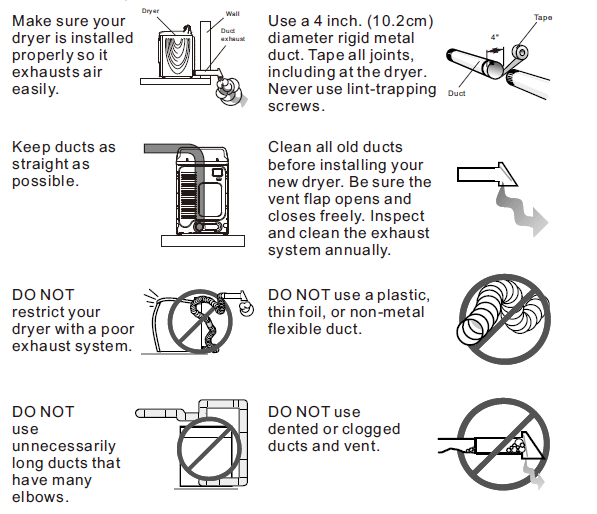 Make sure your
dryer is installed
properly so it
exhausts air
easily.
Dryer
Wall
Duct
exhaust
Use a 4 inch. (10.2cm)
diameter rigid metal
duct. Tape all joints,
including at the dryer.
Never use lint-trapping
screws.
Tape
4"
Duct
Keep ducts as
straight as
possible.
Clean all old ducts
before installing your
new dryer. Be sure the
vent flap opens and
closes freely. Inspect
and clean the exhaust
system annually.
DO NOT
restrict your
dryer with a poor
exhaust system.
DO NOT use a plastic,
thin foil, or non-metal
flexible duct.
DO NOT
use
unnecessarily
long ducts that
have many
elbows.
DO NOT use
dented or clogged
ducts and vent.